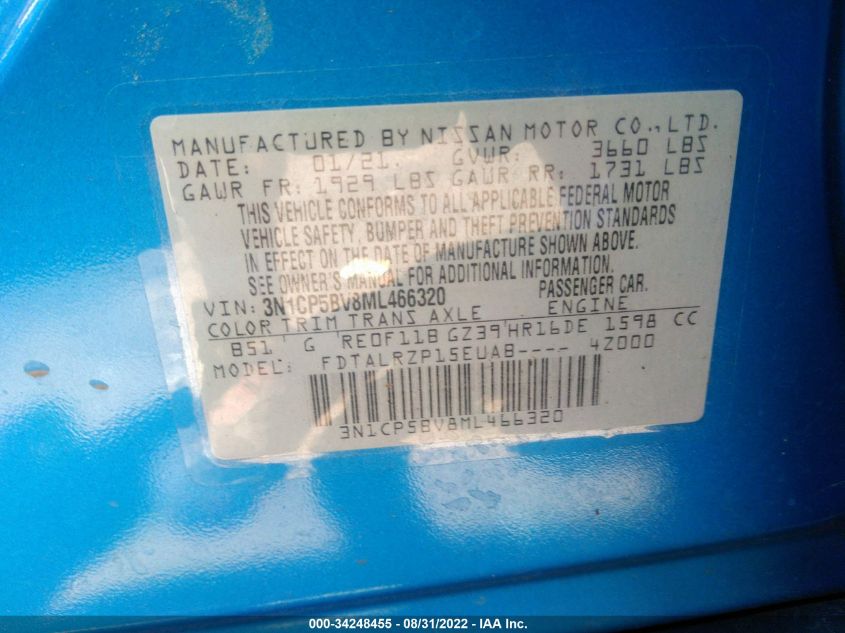 MANUFACTURED BY NISSAN MOTOR CO., LTD.
DATE: 01/21 GVWR: 3660 LBS
GAWR FR: 1929 LBS GAWR RR: 1731 LBS
THIS VEHICLE CONFORMS TO ALL APPLICABLE FEDERAL MOTOR
VEHICLE SAFETY, BUMPER AND THEFT PREVENTION STANDARDS
IN EFFECT ON THE DATE OF MANUFACTURE SHOWN ABOVE.
SEE OWNER'S MANUAL FOR ADDITIONAL INFORMATION.
VIN: 3N1CP5BV8ML466320 PASSENGER CAR.
COLOR TRIM TRANS AXLE ENGINE
B51 G RE0F11B GZ39 HR16DE 1598 CC
MODEL: FDTALRZP15EUAB---- 4Z000
3N1CP5BV8ML466320
000-34248455 - 08/31/2022 - IAA Inc.